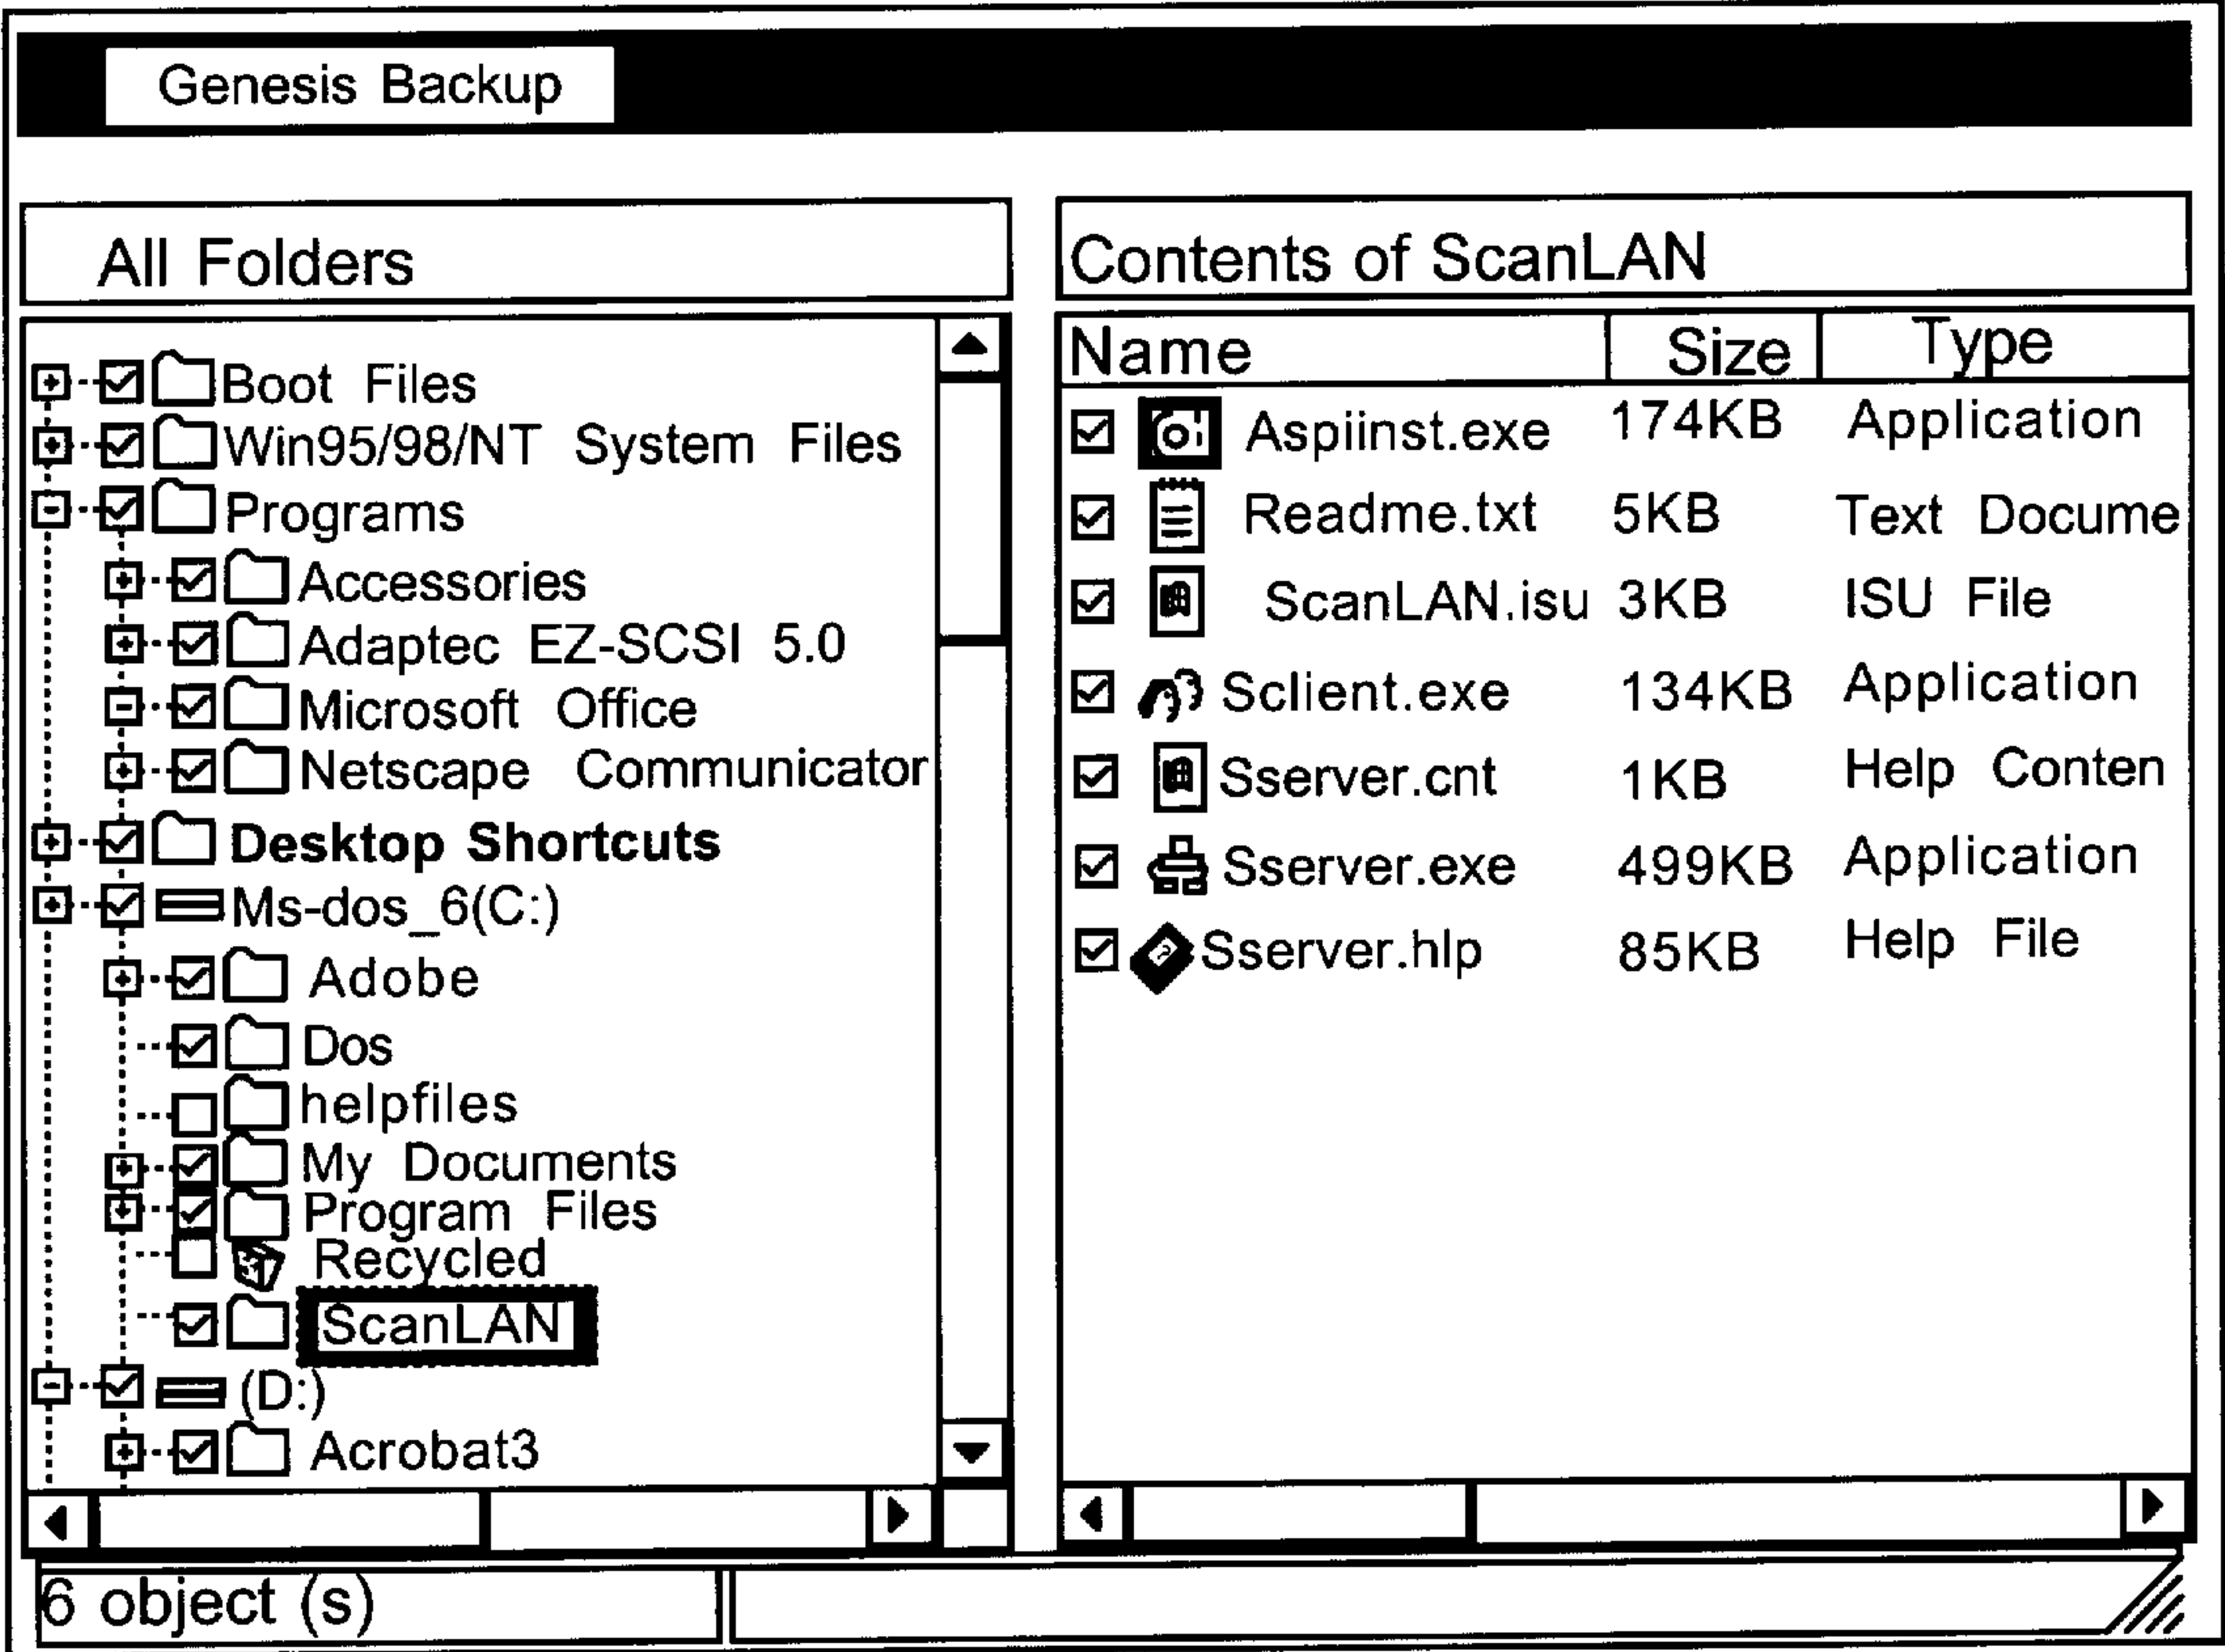 Genesis Backup
All Folders
Boot Files
Win95/98/NT System Files
Programs
Accessories
Adaptec EZ-SCSI 5.0
Microsoft Office
Netscape Communicator
Desktop Shortcuts
Ms-dos_6(C:)
Adobe
Dos
helpfiles
My Documents
Program Files
Recycled
ScanLAN
(D:)
Acrobat3
Contents of ScanLAN
Name Size Type
Aspiinst.exe 174KB Application
Readme.txt 5KB Text Docume
ScanLAN.isu 3KB ISU File
Sclient.exe 134KB Application
Sserver.cnt 1KB Help Conten
Sserver.exe 499KB Application
Sserver.hlp 85KB Help File
6 object (s)